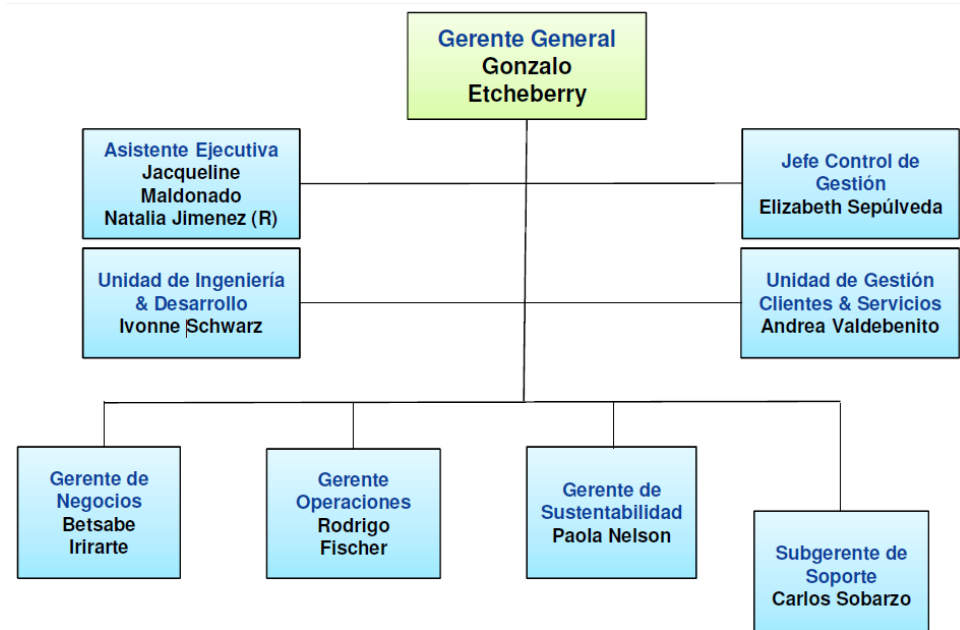 Gerente General
Gonzalo
Etcheberry
Asistente Ejecutiva
Jacqueline
Maldonado
Natalia Jimenez (R)
Jefe Control de
Gestión
Elizabeth Sepúlveda
Unidad de Ingeniería
& Desarrollo
Ivonne Schwarz
Unidad de Gestión
Clientes & Servicios
Andrea Valdebenito
Gerente de
Negocios
Betsabe
Irirarte
Gerente
Operaciones
Rodrigo
Fischer
Gerente de
Sustentabilidad
Paola Nelson
Subgerente de
Soporte
Carlos Sobarzo